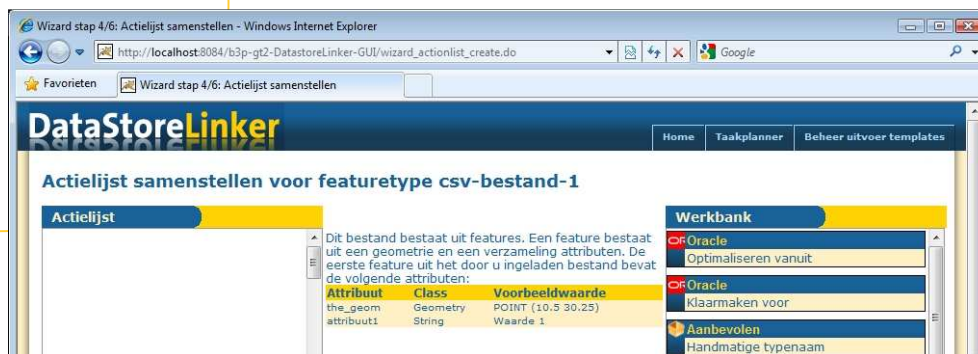 Wizard stap 4/6: Actielijst samenstellen - Windows Internet Explorer
http://localhost:8084/b3p-gt2-DatastoreLinker-GUI/wizard_actionlist_create.do
Google
Favorieten
Wizard stap 4/6: Actielijst samenstellen
DataStoreLinker
Home Taakplanner Beheer uitvoer templates
Actielijst samenstellen voor featuretype csv-bestand-1
Actielijst
Dit bestand bestaat uit features. Een feature bestaat
uit een geometrie en een verzameling attributen. De
eerste feature uit het door u ingeladen bestand bevat
de volgende attributen:
Attribuut Class Voorbeeldwaarde
the_geom Geometry POINT (10.5 30.25)
attribuut1 String Waarde 1
Werkbank
OR Oracle
Optimaliseren vanuit
OR Oracle
Klaarmaken voor
Aanbevolen
Handmatige typenaam